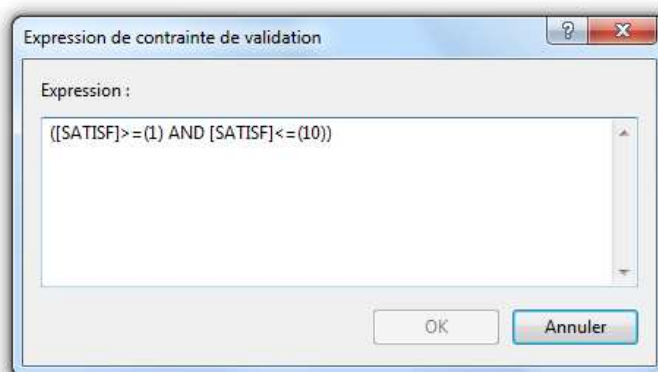 Expression de contrainte de validation
Expression :
([SATISF]>=(1) AND [SATISF]<=(10))
OK
Annuler